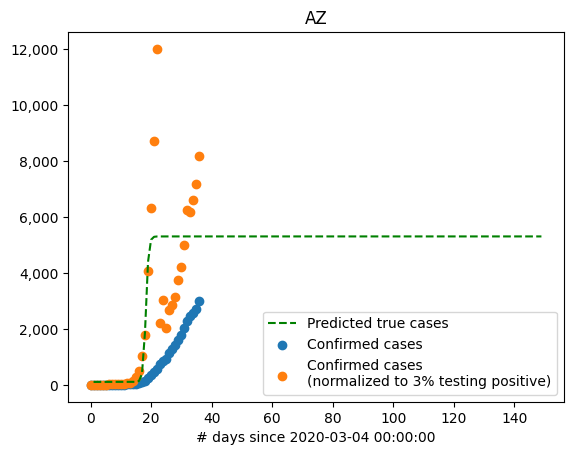 AZ
12,000
10,000
8,000
6,000
4,000
2,000
0
Predicted true cases
Confirmed cases
Confirmed cases
(normalized to 3% testing positive)
0 20 40 60 80 100 120 140
# days since 2020-03-04 00:00:00